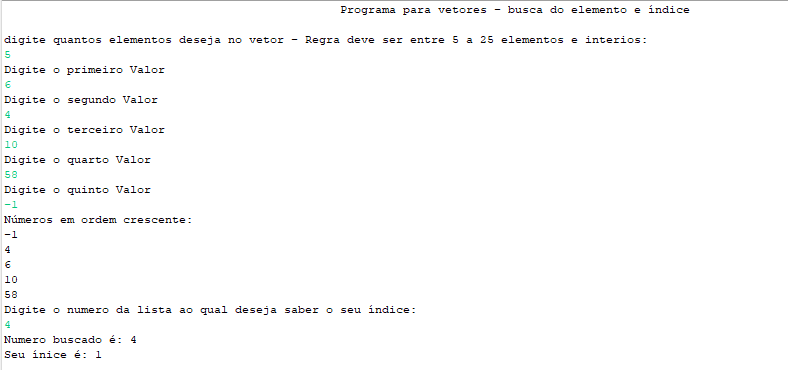 Programa para vetores - busca do elemento e índice
digite quantos elementos deseja no vetor - Regra deve ser entre 5 a 25 elementos e interios:
5
Digite o primeiro Valor
6
Digite o segundo Valor
4
Digite o terceiro Valor
10
Digite o quarto Valor
58
Digite o quinto Valor
-1
Números em ordem crescente:
-1
4
6
10
58
Digite o numero da lista ao qual deseja saber o seu índice:
4
Numero buscado é: 4
Seu ínice é: 1